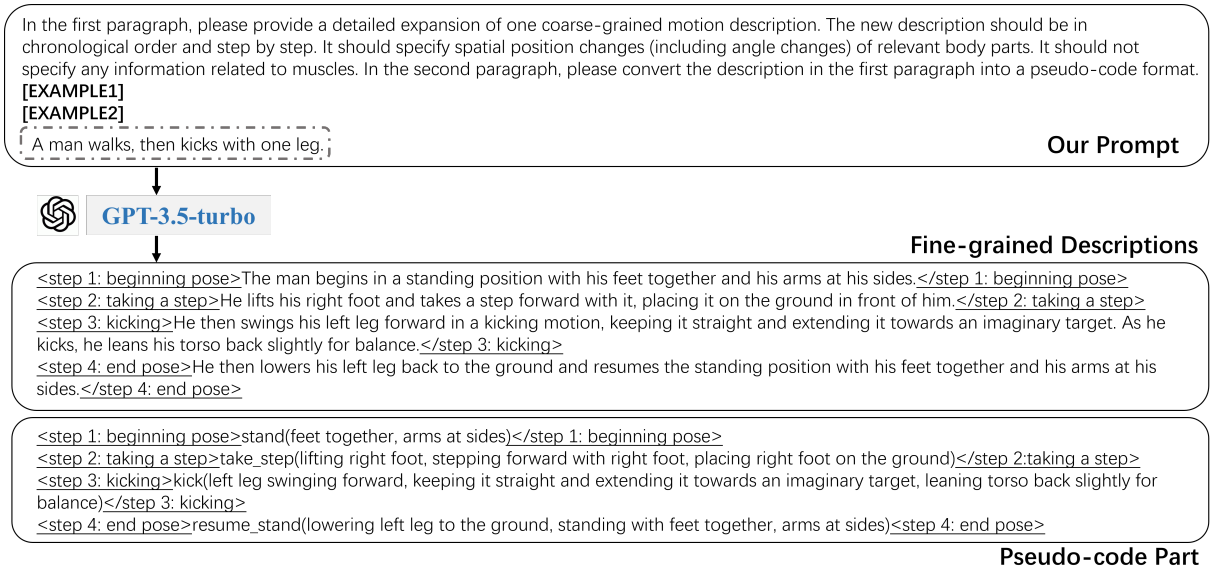 In the first paragraph, please provide a detailed expansion of one coarse-grained motion description. The new description should be in
chronological order and step by step. It should specify spatial position changes (including angle changes) of relevant body parts. It should not
specify any information related to muscles. In the second paragraph, please convert the description in the first paragraph into a pseudo-code format.
[EXAMPLE1]
[EXAMPLE2]
A man walks, then kicks with one leg.
Our Prompt
GPT-3.5-turbo
Fine-grained Descriptions
<step 1: beginning pose>The man begins in a standing position with his feet together and his arms at his sides.</step 1: beginning pose>
<step 2: taking a step>He lifts his right foot and takes a step forward with it, placing it on the ground in front of him.</step 2: taking a step>
<step 3: kicking>He then swings his left leg forward in a kicking motion, keeping it straight and extending it towards an imaginary target. As he
kicks, he leans his torso back slightly for balance.</step 3: kicking>
<step 4: end pose>He then lowers his left leg back to the ground and resumes the standing position with his feet together and his arms at his
sides.</step 4: end pose>
<step 1: beginning pose>stand(feet together, arms at sides)</step 1: beginning pose>
<step 2: taking a step>take_step(lifting right foot, stepping forward with right foot, placing right foot on the ground)</step 2:taking a step>
<step 3: kicking>kick(left leg swinging forward, keeping it straight and extending it towards an imaginary target, leaning torso back slightly for
balance)</step 3: kicking>
<step 4: end pose>resume_stand(lowering left leg to the ground, standing with feet together, arms at sides)<step 4: end pose>
Pseudo-code Part